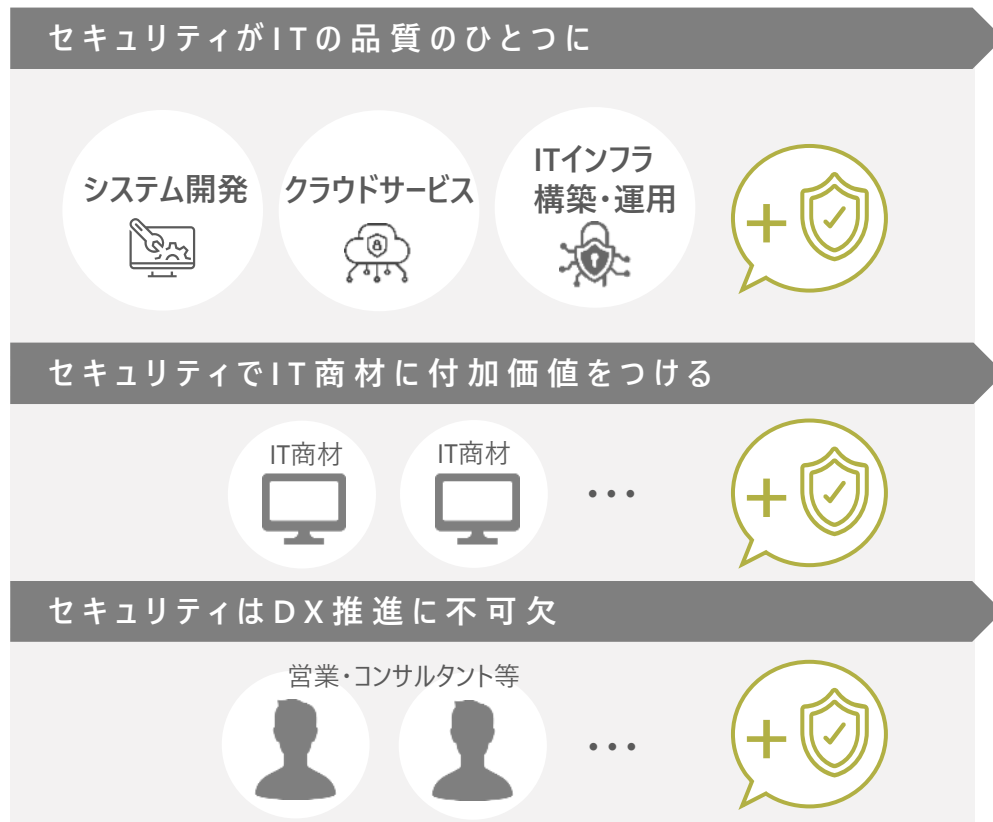 セキュリティがITの品質のひとつに
システム開発
クラウドサービス
ITインフラ
構築・運用
+
セキュリティでIT商材に付加価値をつける
IT商材
IT商材
…
+
セキュリティはDX推進に不可欠
営業・コンサルタント等
…
+